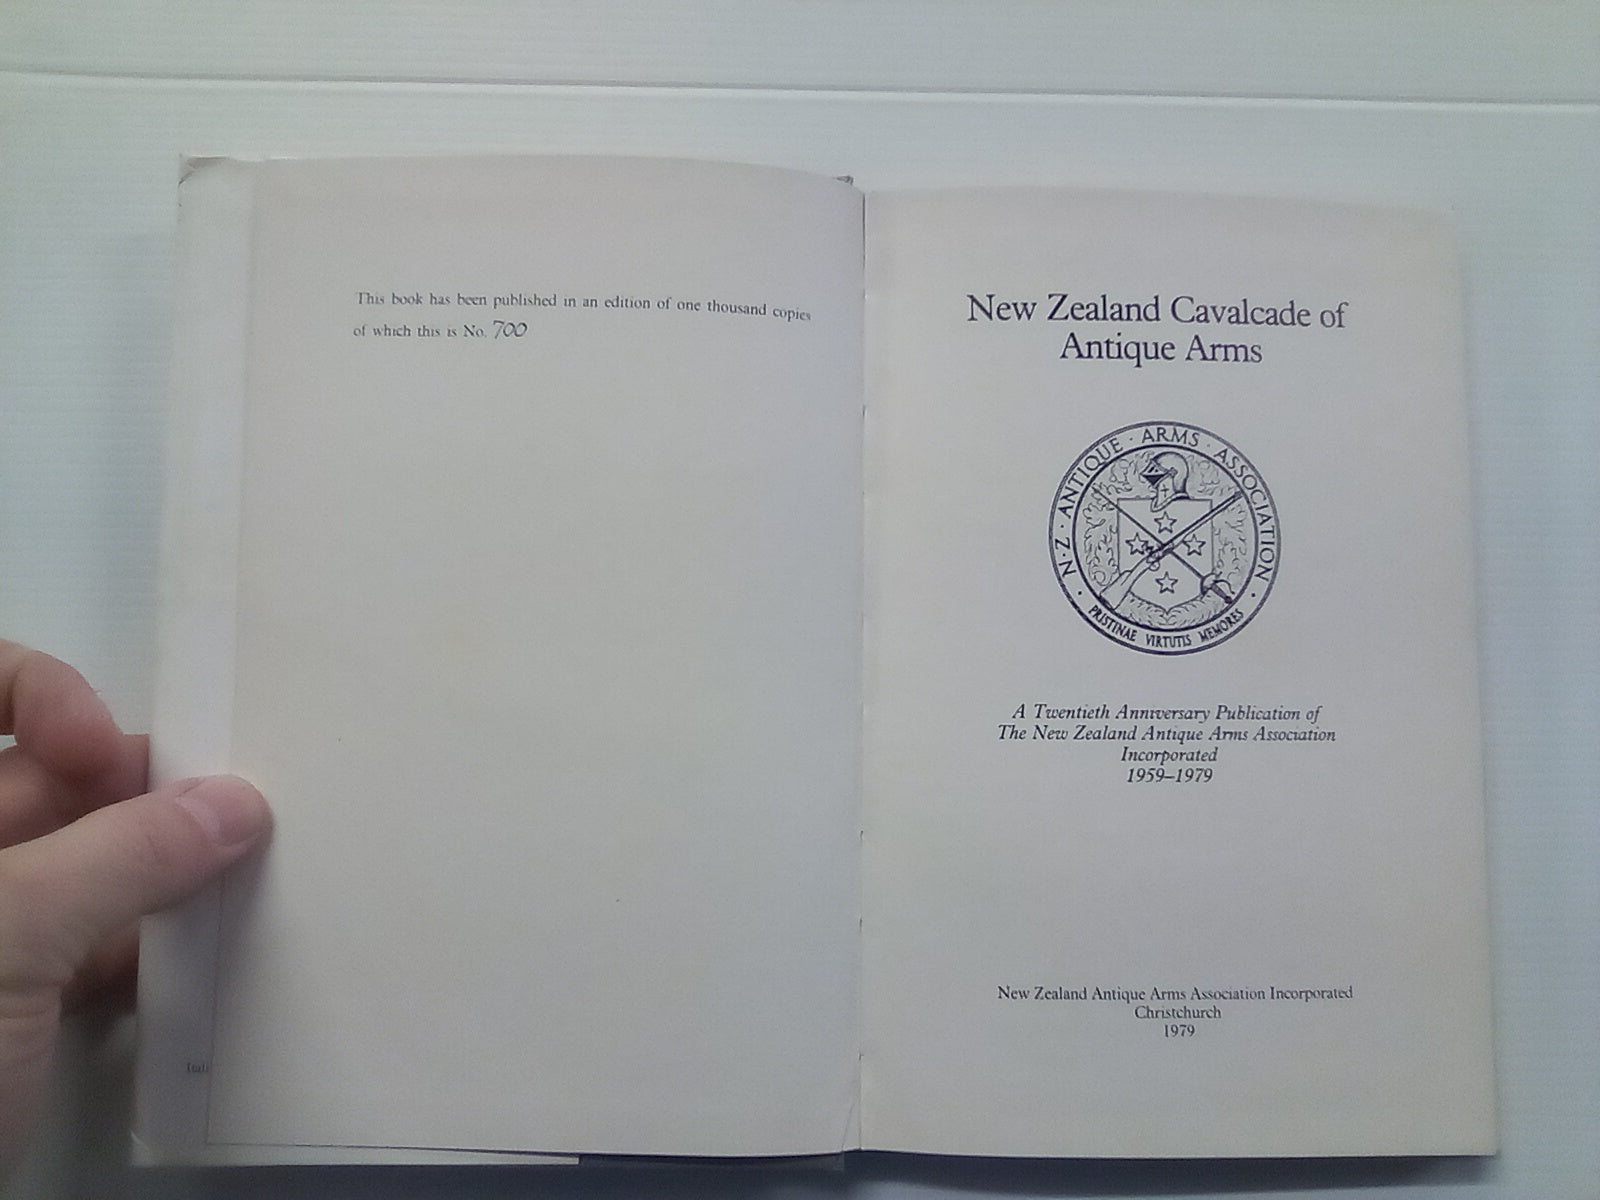 This book has been published in an edition of one thousand copies
of which this is No. 700
New Zealand Cavalcade of
Antique Arms
N·Z · ANTIQUE · ARMS · ASSOCIATION ·
PRISTINAE VIRTUTIS MEMORES
A Twentieth Anniversary Publication of
The New Zealand Antique Arms Association
Incorporated
1959–1979
New Zealand Antique Arms Association Incorporated
Christchurch
1979